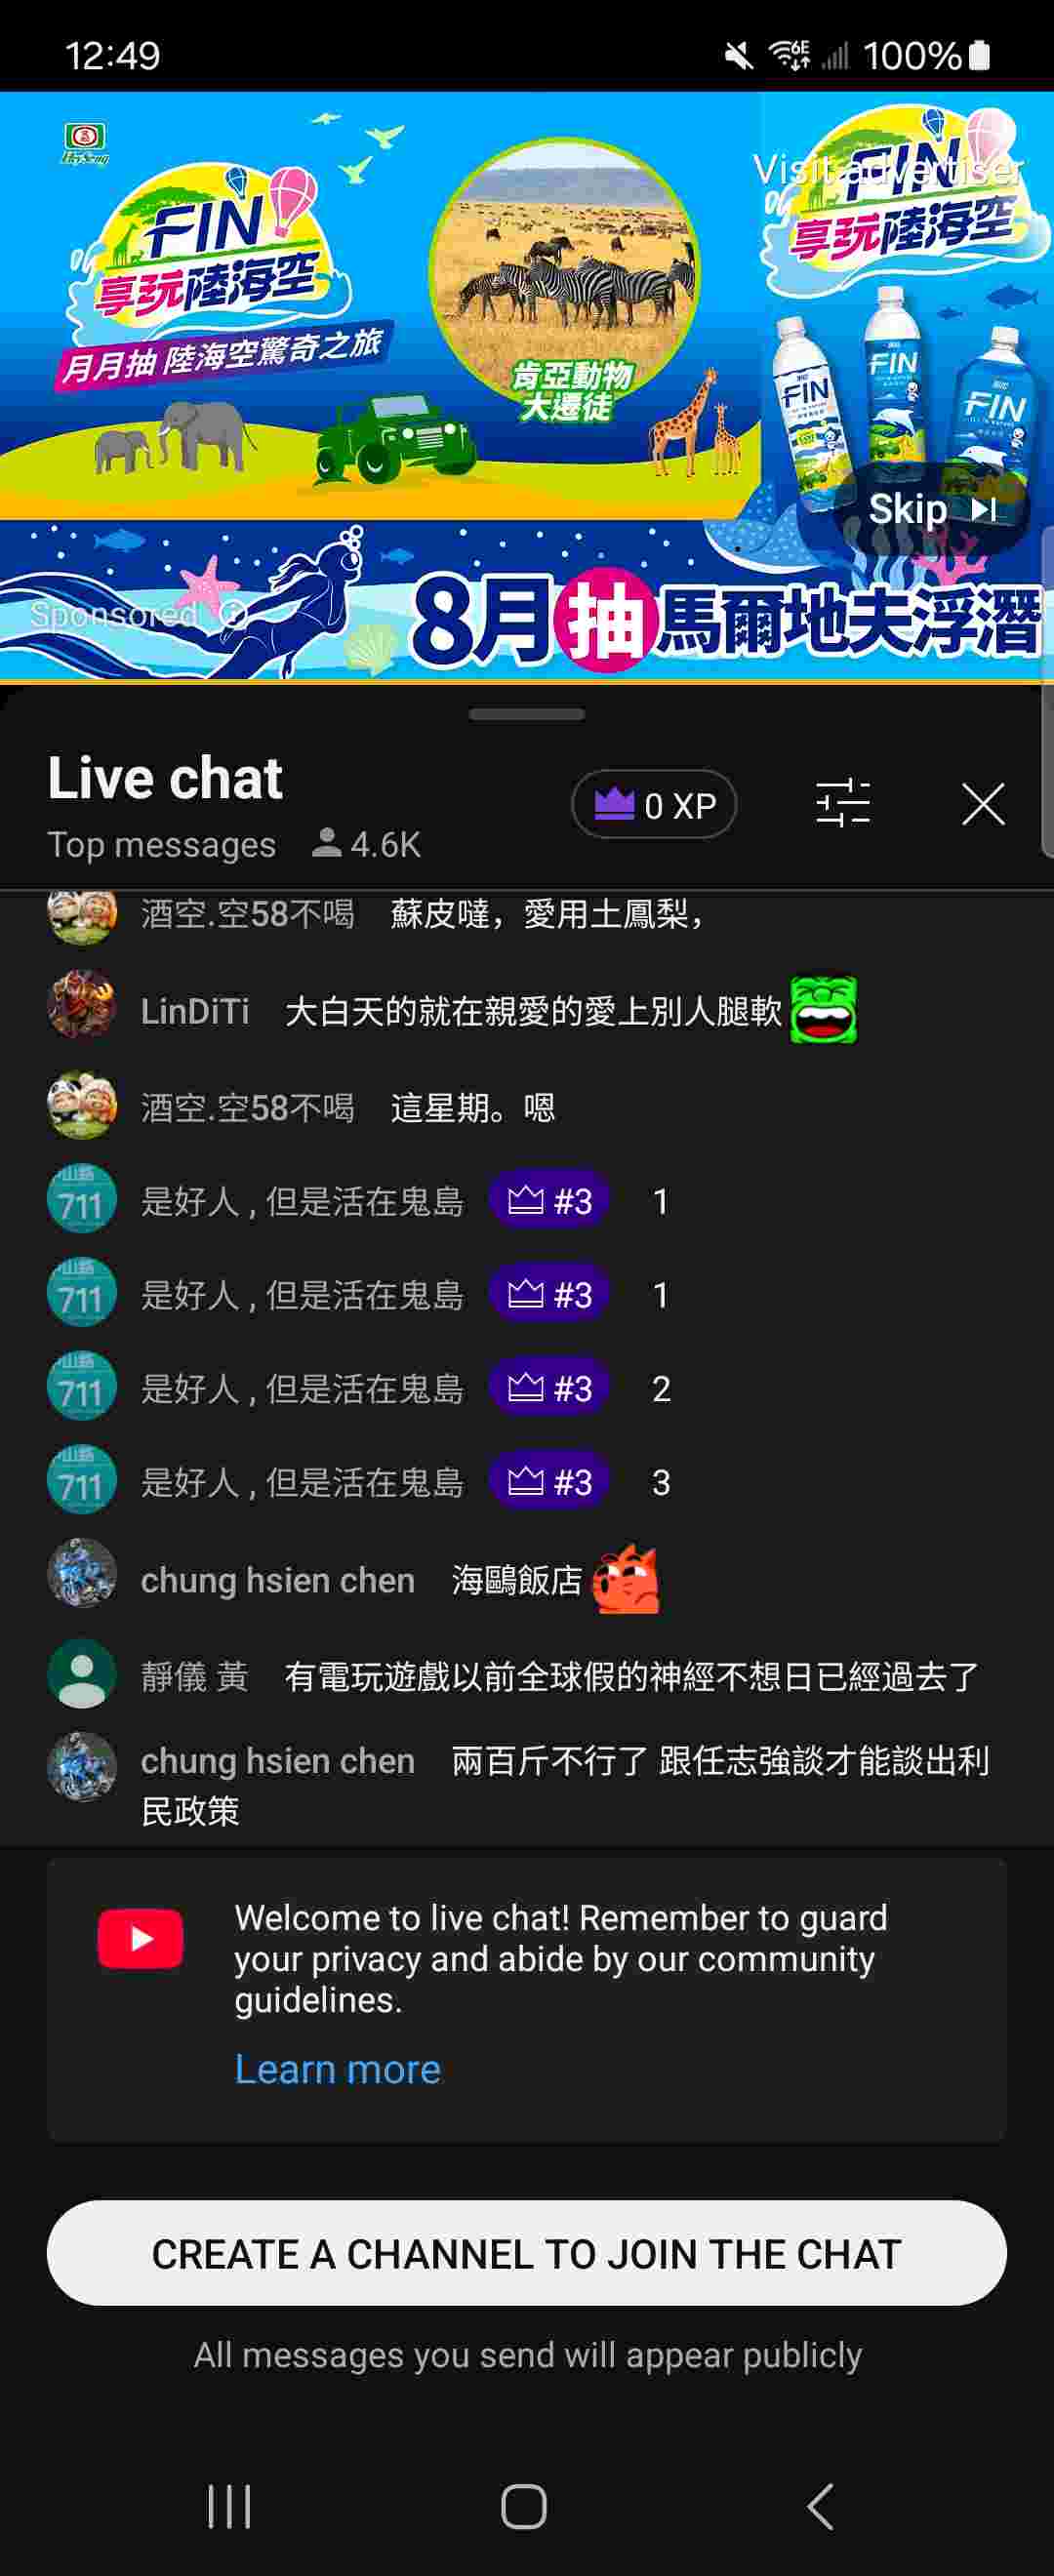 12:49
6E
100%
HeySong
FIN
享玩陸海空
月月抽 陸海空驚奇之旅
肯亞動物
大遷徒
Visit advertiser
FIN
享玩陸海空
FIN
FIN
FIN
Skip
Sponsored
8月抽馬爾地夫浮潛
Live chat
Top messages 4.6K
0 XP
酒空.空58不喝 蘇皮噠，愛用土鳳梨，
LinDiTi 大白天的就在親愛的愛上別人腿軟
酒空.空58不喝 這星期。嗯
711
是好人 , 但是活在鬼島 #3 1
711
是好人 , 但是活在鬼島 #3 1
711
是好人 , 但是活在鬼島 #3 2
711
是好人 , 但是活在鬼島 #3 3
chung hsien chen 海鷗飯店
靜儀 黃 有電玩遊戲以前全球假的神經不想日已經過去了
chung hsien chen 兩百斤不行了 跟任志強談才能談出利
民政策
Welcome to live chat! Remember to guard
your privacy and abide by our community
guidelines.
Learn more
CREATE A CHANNEL TO JOIN THE CHAT
All messages you send will appear publicly